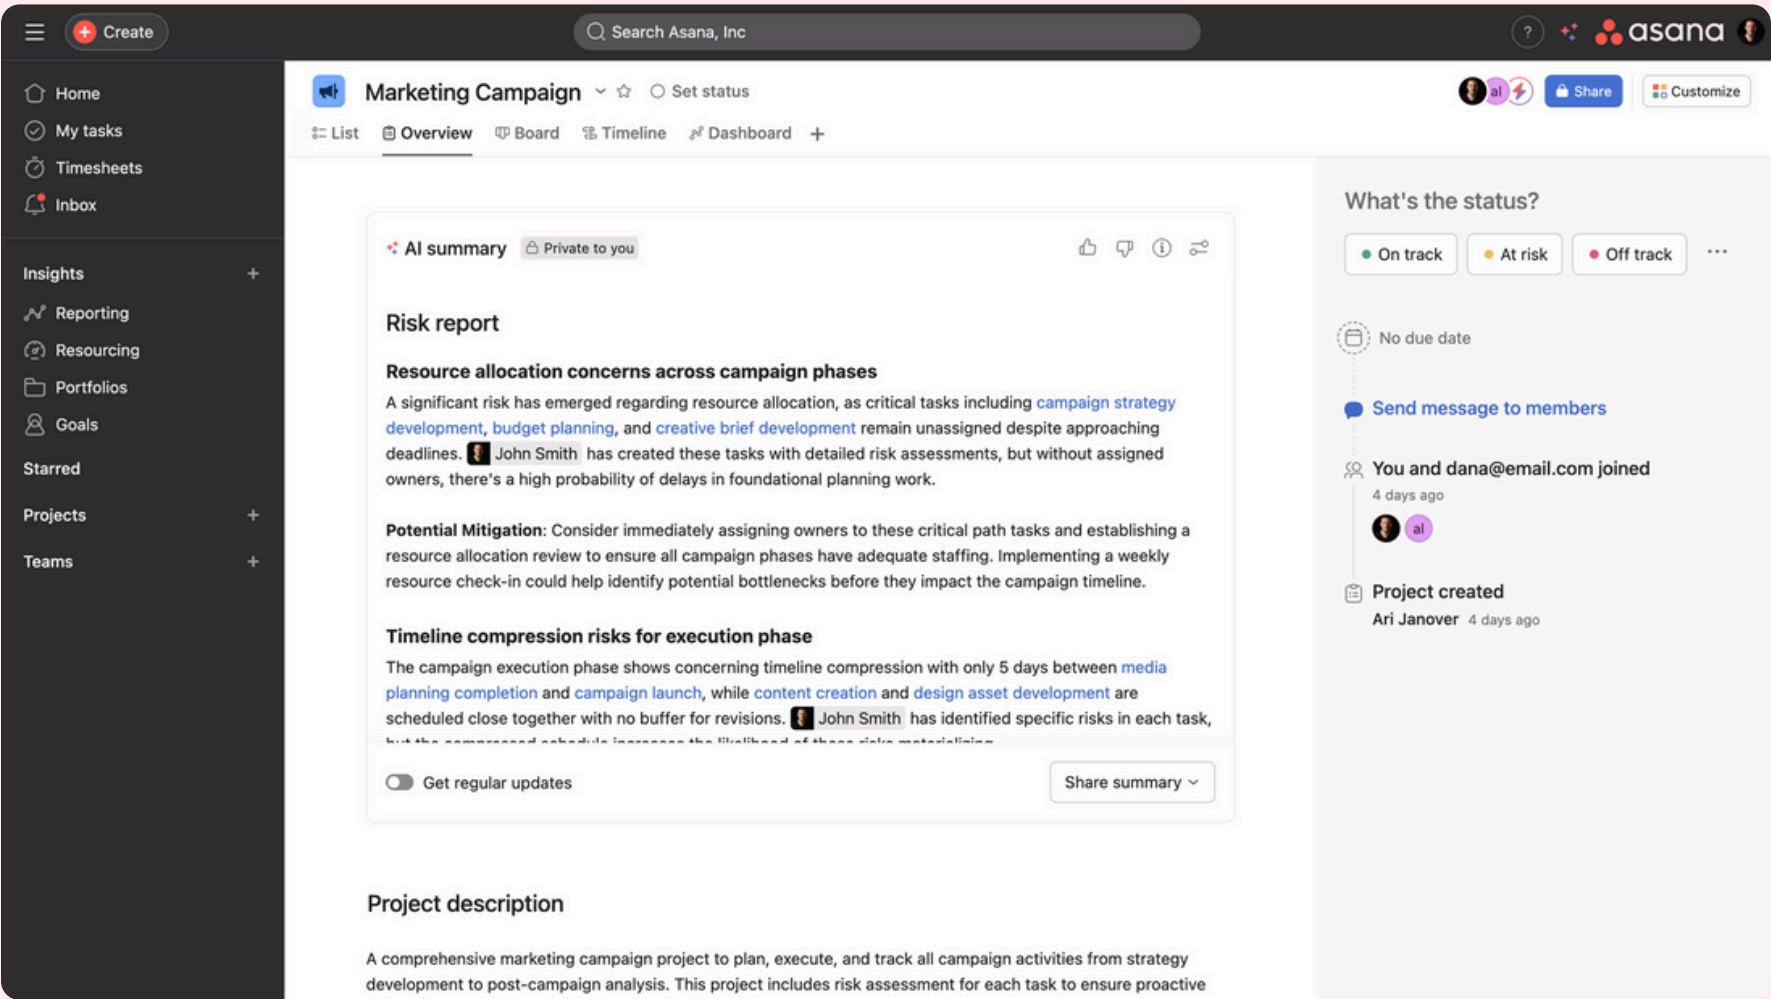 Create
Search Asana, Inc
?
asana
Home
My tasks
Timesheets
Inbox
Insights
Reporting
Resourcing
Portfolios
Goals
Starred
Projects
Teams
Marketing Campaign
Set status
al
Share
Customize
List
Overview
Board
Timeline
Dashboard
AI summary
Private to you
Risk report
Resource allocation concerns across campaign phases
A significant risk has emerged regarding resource allocation, as critical tasks including campaign strategy
development, budget planning, and creative brief development remain unassigned despite approaching
deadlines. John Smith has created these tasks with detailed risk assessments, but without assigned
owners, there's a high probability of delays in foundational planning work.
Potential Mitigation: Consider immediately assigning owners to these critical path tasks and establishing a
resource allocation review to ensure all campaign phases have adequate staffing. Implementing a weekly
resource check-in could help identify potential bottlenecks before they impact the campaign timeline.
Timeline compression risks for execution phase
The campaign execution phase shows concerning timeline compression with only 5 days between media
planning completion and campaign launch, while content creation and design asset development are
scheduled close together with no buffer for revisions. John Smith has identified specific risks in each task,
but the compressed schedule increases the likelihood of these risks materializing.
Get regular updates
Share summary
Project description
A comprehensive marketing campaign project to plan, execute, and track all campaign activities from strategy
development to post-campaign analysis. This project includes risk assessment for each task to ensure proactive
What's the status?
On track
At risk
Off track
No due date
Send message to members
You and dana@email.com joined
4 days ago
al
Project created
Ari Janover 4 days ago